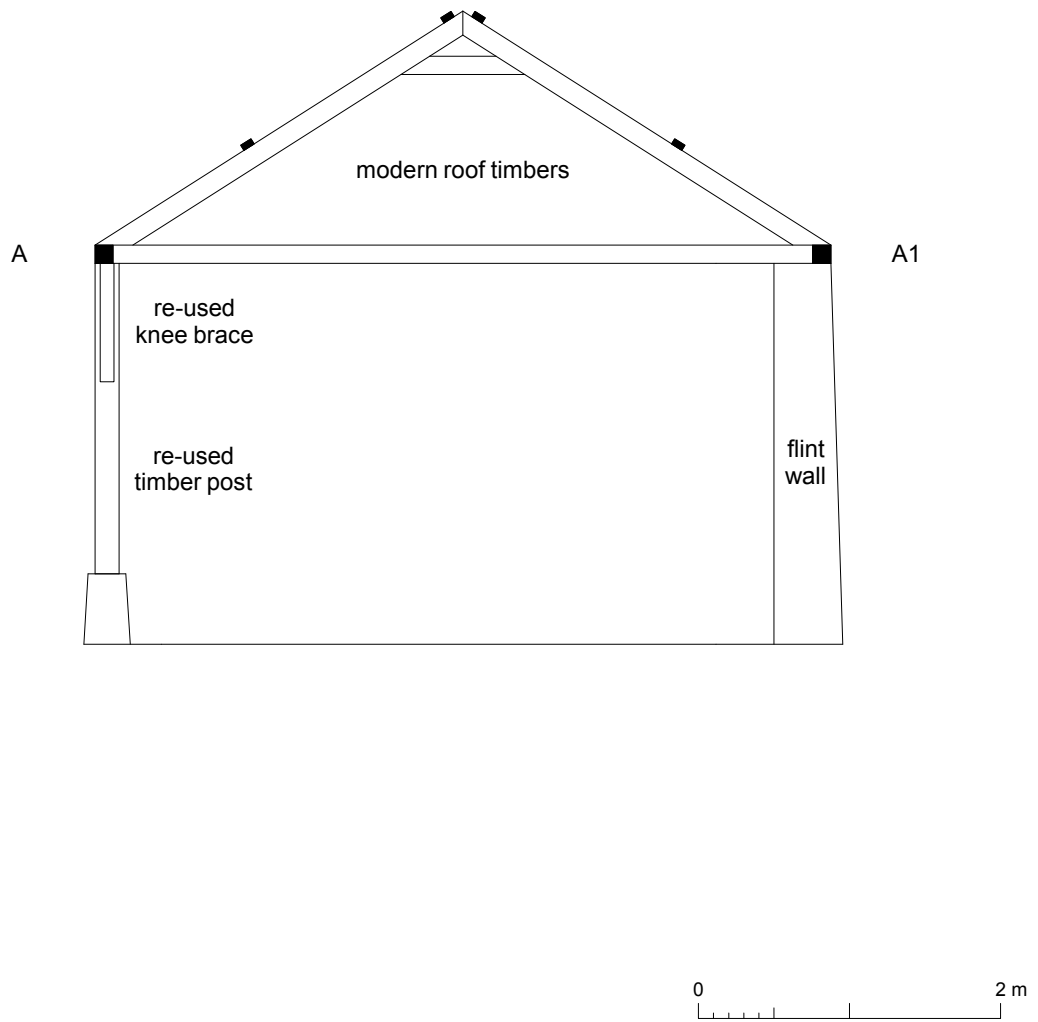 modern roof timbers
A
A1
re-used
knee brace
re-used
timber post
flint
wall
0
2 m